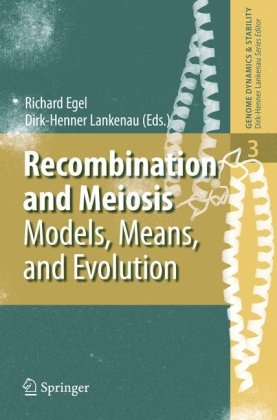 Richard Egel
Dirk-Henner Lankenau (Eds.)
GENOME DYNAMICS & STABILITY
Dirk-Henner Lankenau Series Editor
3
Recombination
and Meiosis
Models, Means,
and Evolution
Springer